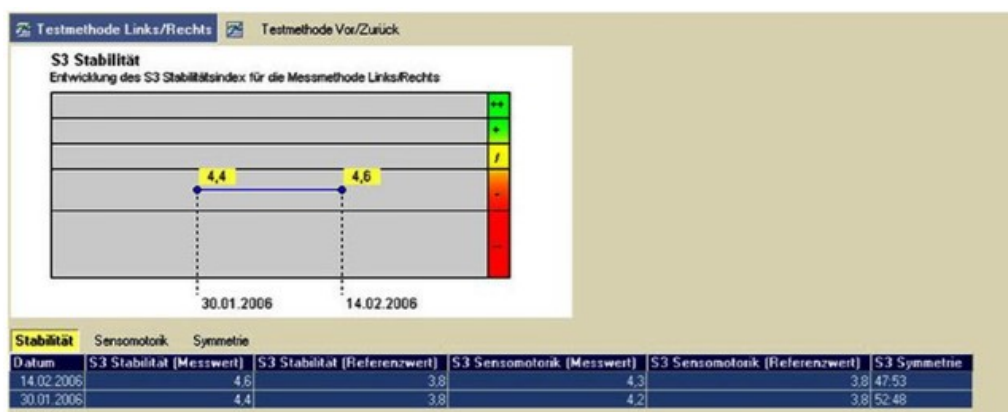 Testmethode Links/Rechts Testmethode Vor/Zurück
S3 Stabilität
Entwicklung des S3 Stabilitätsindex für die Messmethode Links/Rechts
++
+
/
4,4 4,6
-
--
30.01.2006 14.02.2006
Stabilität Sensomotorik Symmetrie
Datum S3 Stabilität (Messwert) S3 Stabilität (Referenzwert) S3 Sensomotorik (Messwert) S3 Sensomotorik (Referenzwert) S3 Symmetrie
14.02.2006 4,6 3,8 4,3 3,8 47:53
30.01.2006 4,4 3,8 4,2 3,8 52:48